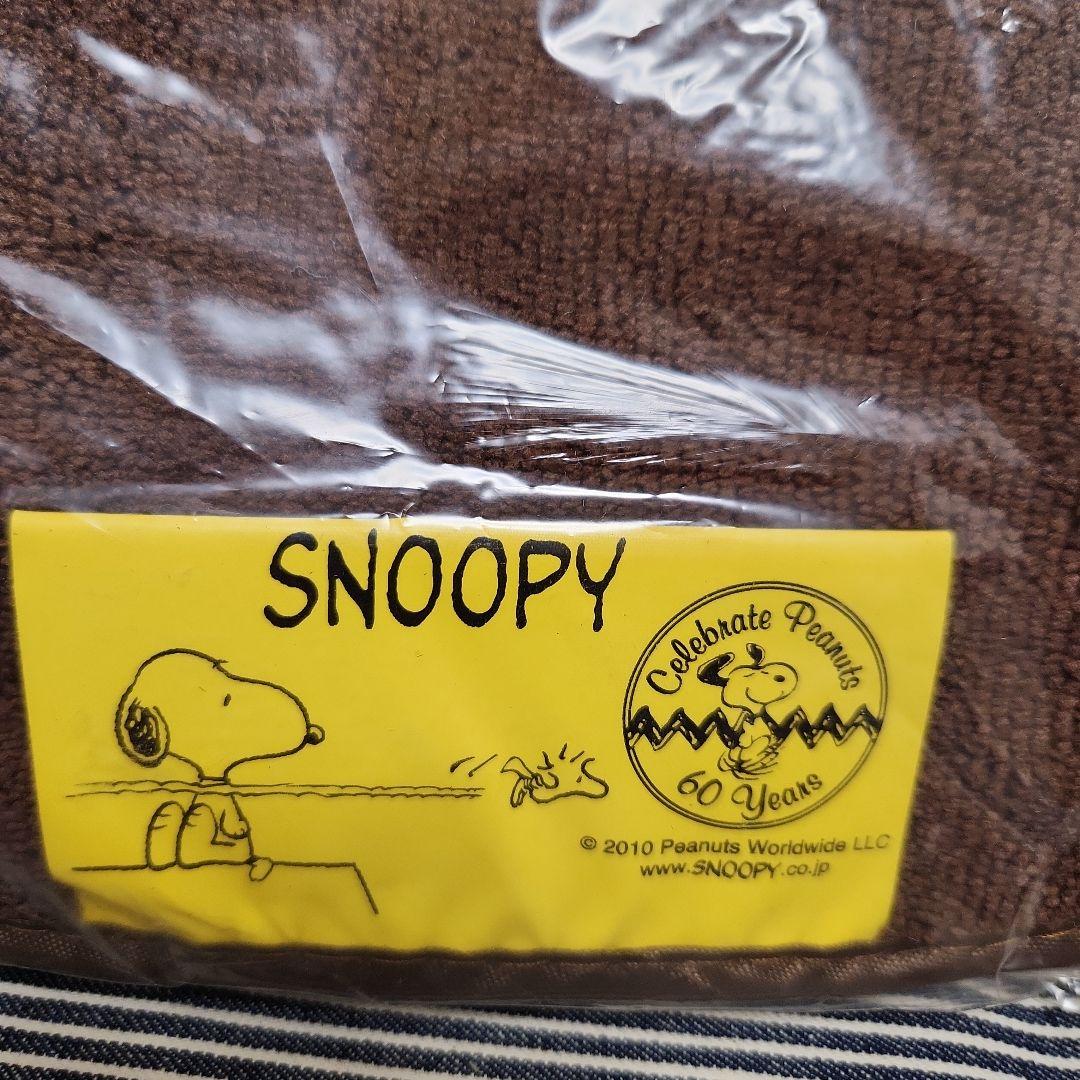 SNOOPY
Celebrate Peanuts
60 Years
© 2010 Peanuts Worldwide LLC
www.SNOOPY.co.jp